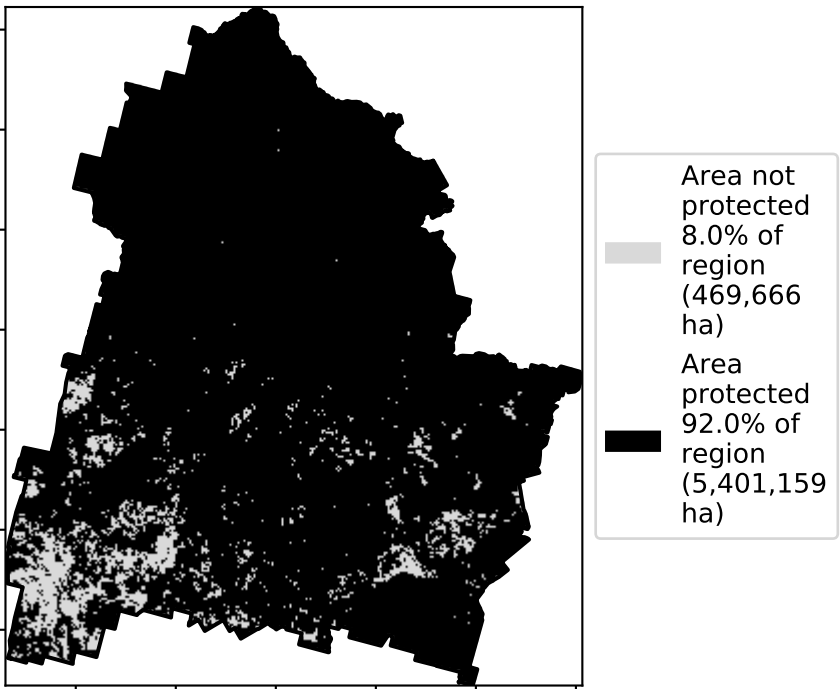 Area not
protected
8.0% of
region
(469,666
ha)
Area
protected
92.0% of
region
(5,401,159
ha)